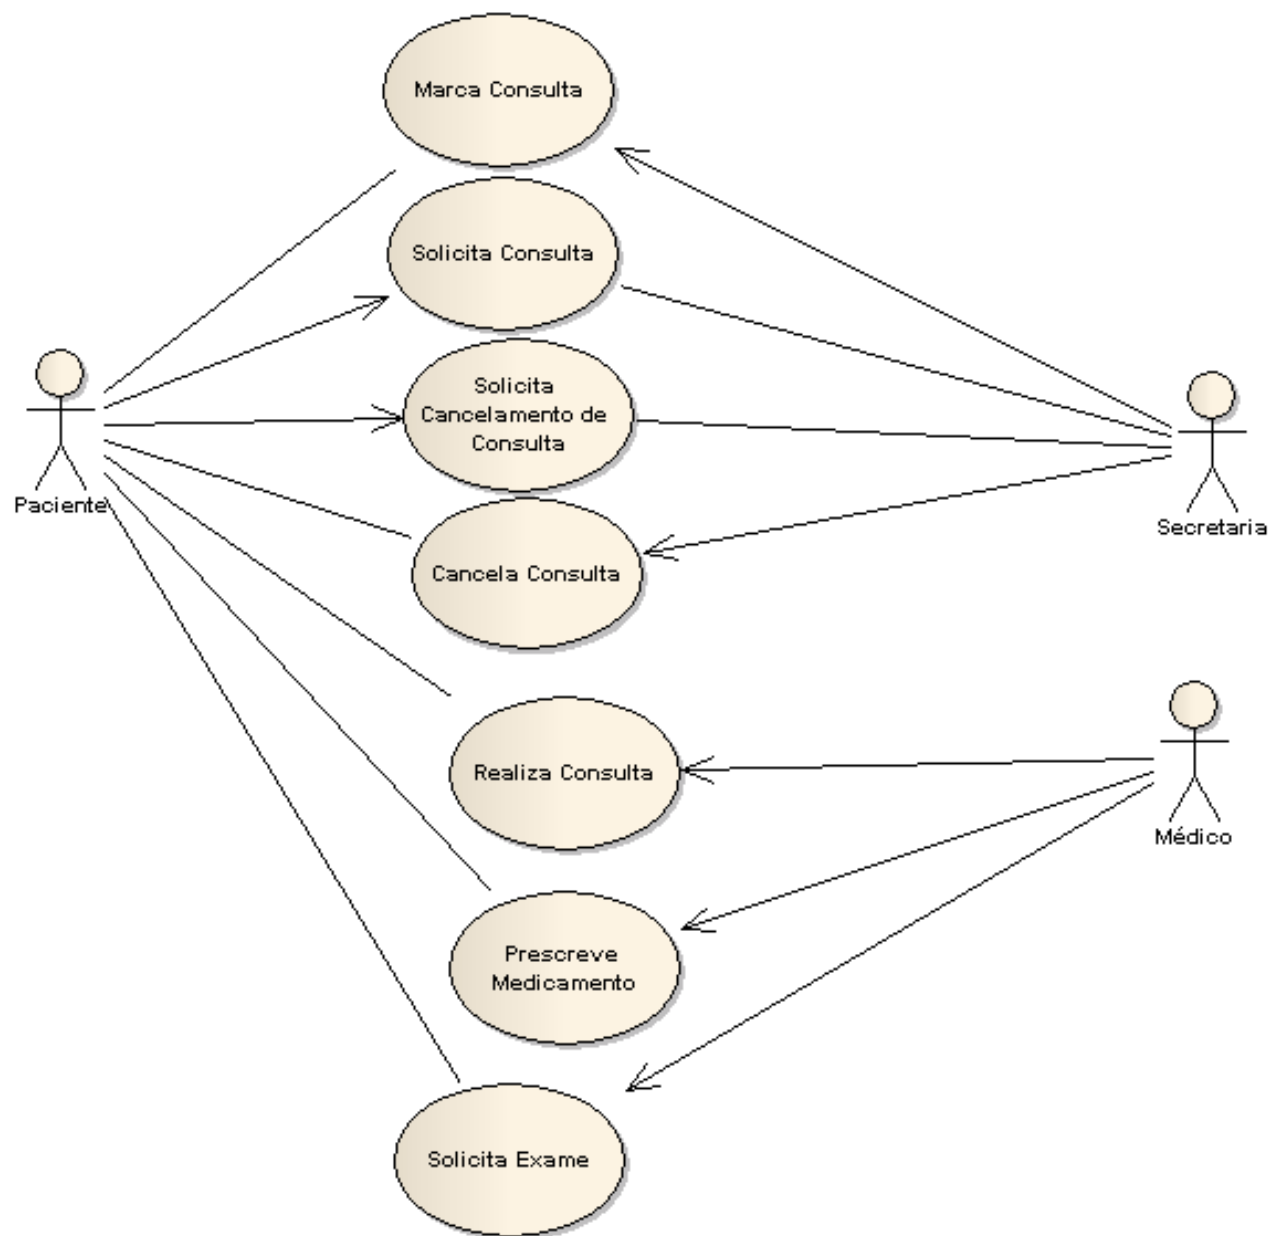 Marca Consulta
Solicita Consulta
Solicita
Cancelamento de
Consulta
Paciente
Secretaria
Cancela Consulta
Realiza Consulta
Médico
Prescreve
Medicamento
Solicita Exame